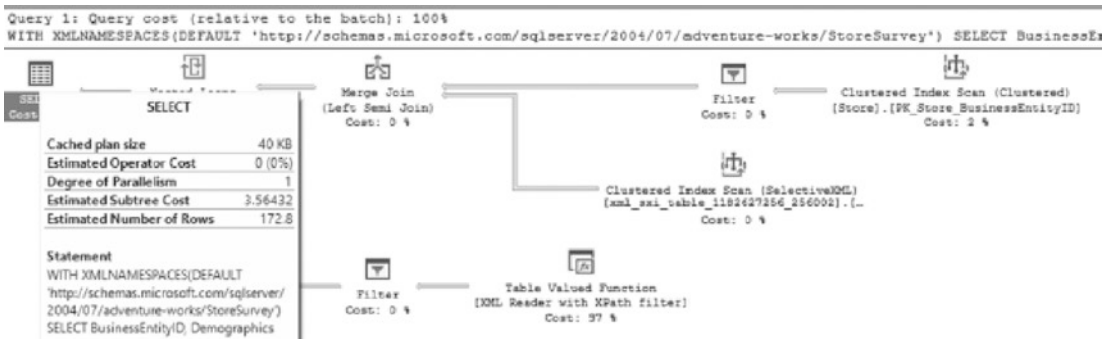 Query 1: Query cost (relative to the batch): 100%
WITH XMLNAMESPACES(DEFAULT 'http://schemas.microsoft.com/sqlserver/2004/07/adventure-works/StoreSurvey') SELECT BusinessEn
Merge Join
(Left Semi Join)
Cost: 0 %
Filter
Cost: 0 %
Clustered Index Scan (Clustered)
[Store].[PK_Store_BusinessEntityID]
Cost: 2 %
Cost
SELECT
Cached plan size 40 KB
Estimated Operator Cost 0 (0%)
Degree of Parallelism 1
Estimated Subtree Cost 3.56432
Estimated Number of Rows 172.8
Statement
WITH XMLNAMESPACES(DEFAULT
'http://schemas.microsoft.com/sqlserver/
2004/07/adventure-works/StoreSurvey')
SELECT BusinessEntityID, Demographics
Clustered Index Scan (SelectiveXML)
[xml_sxi_table_1182627256_256002].[…
Cost: 0 %
Filter
Cost: 0 %
Table Valued Function
[XML Reader with XPath filter]
Cost: 97 %